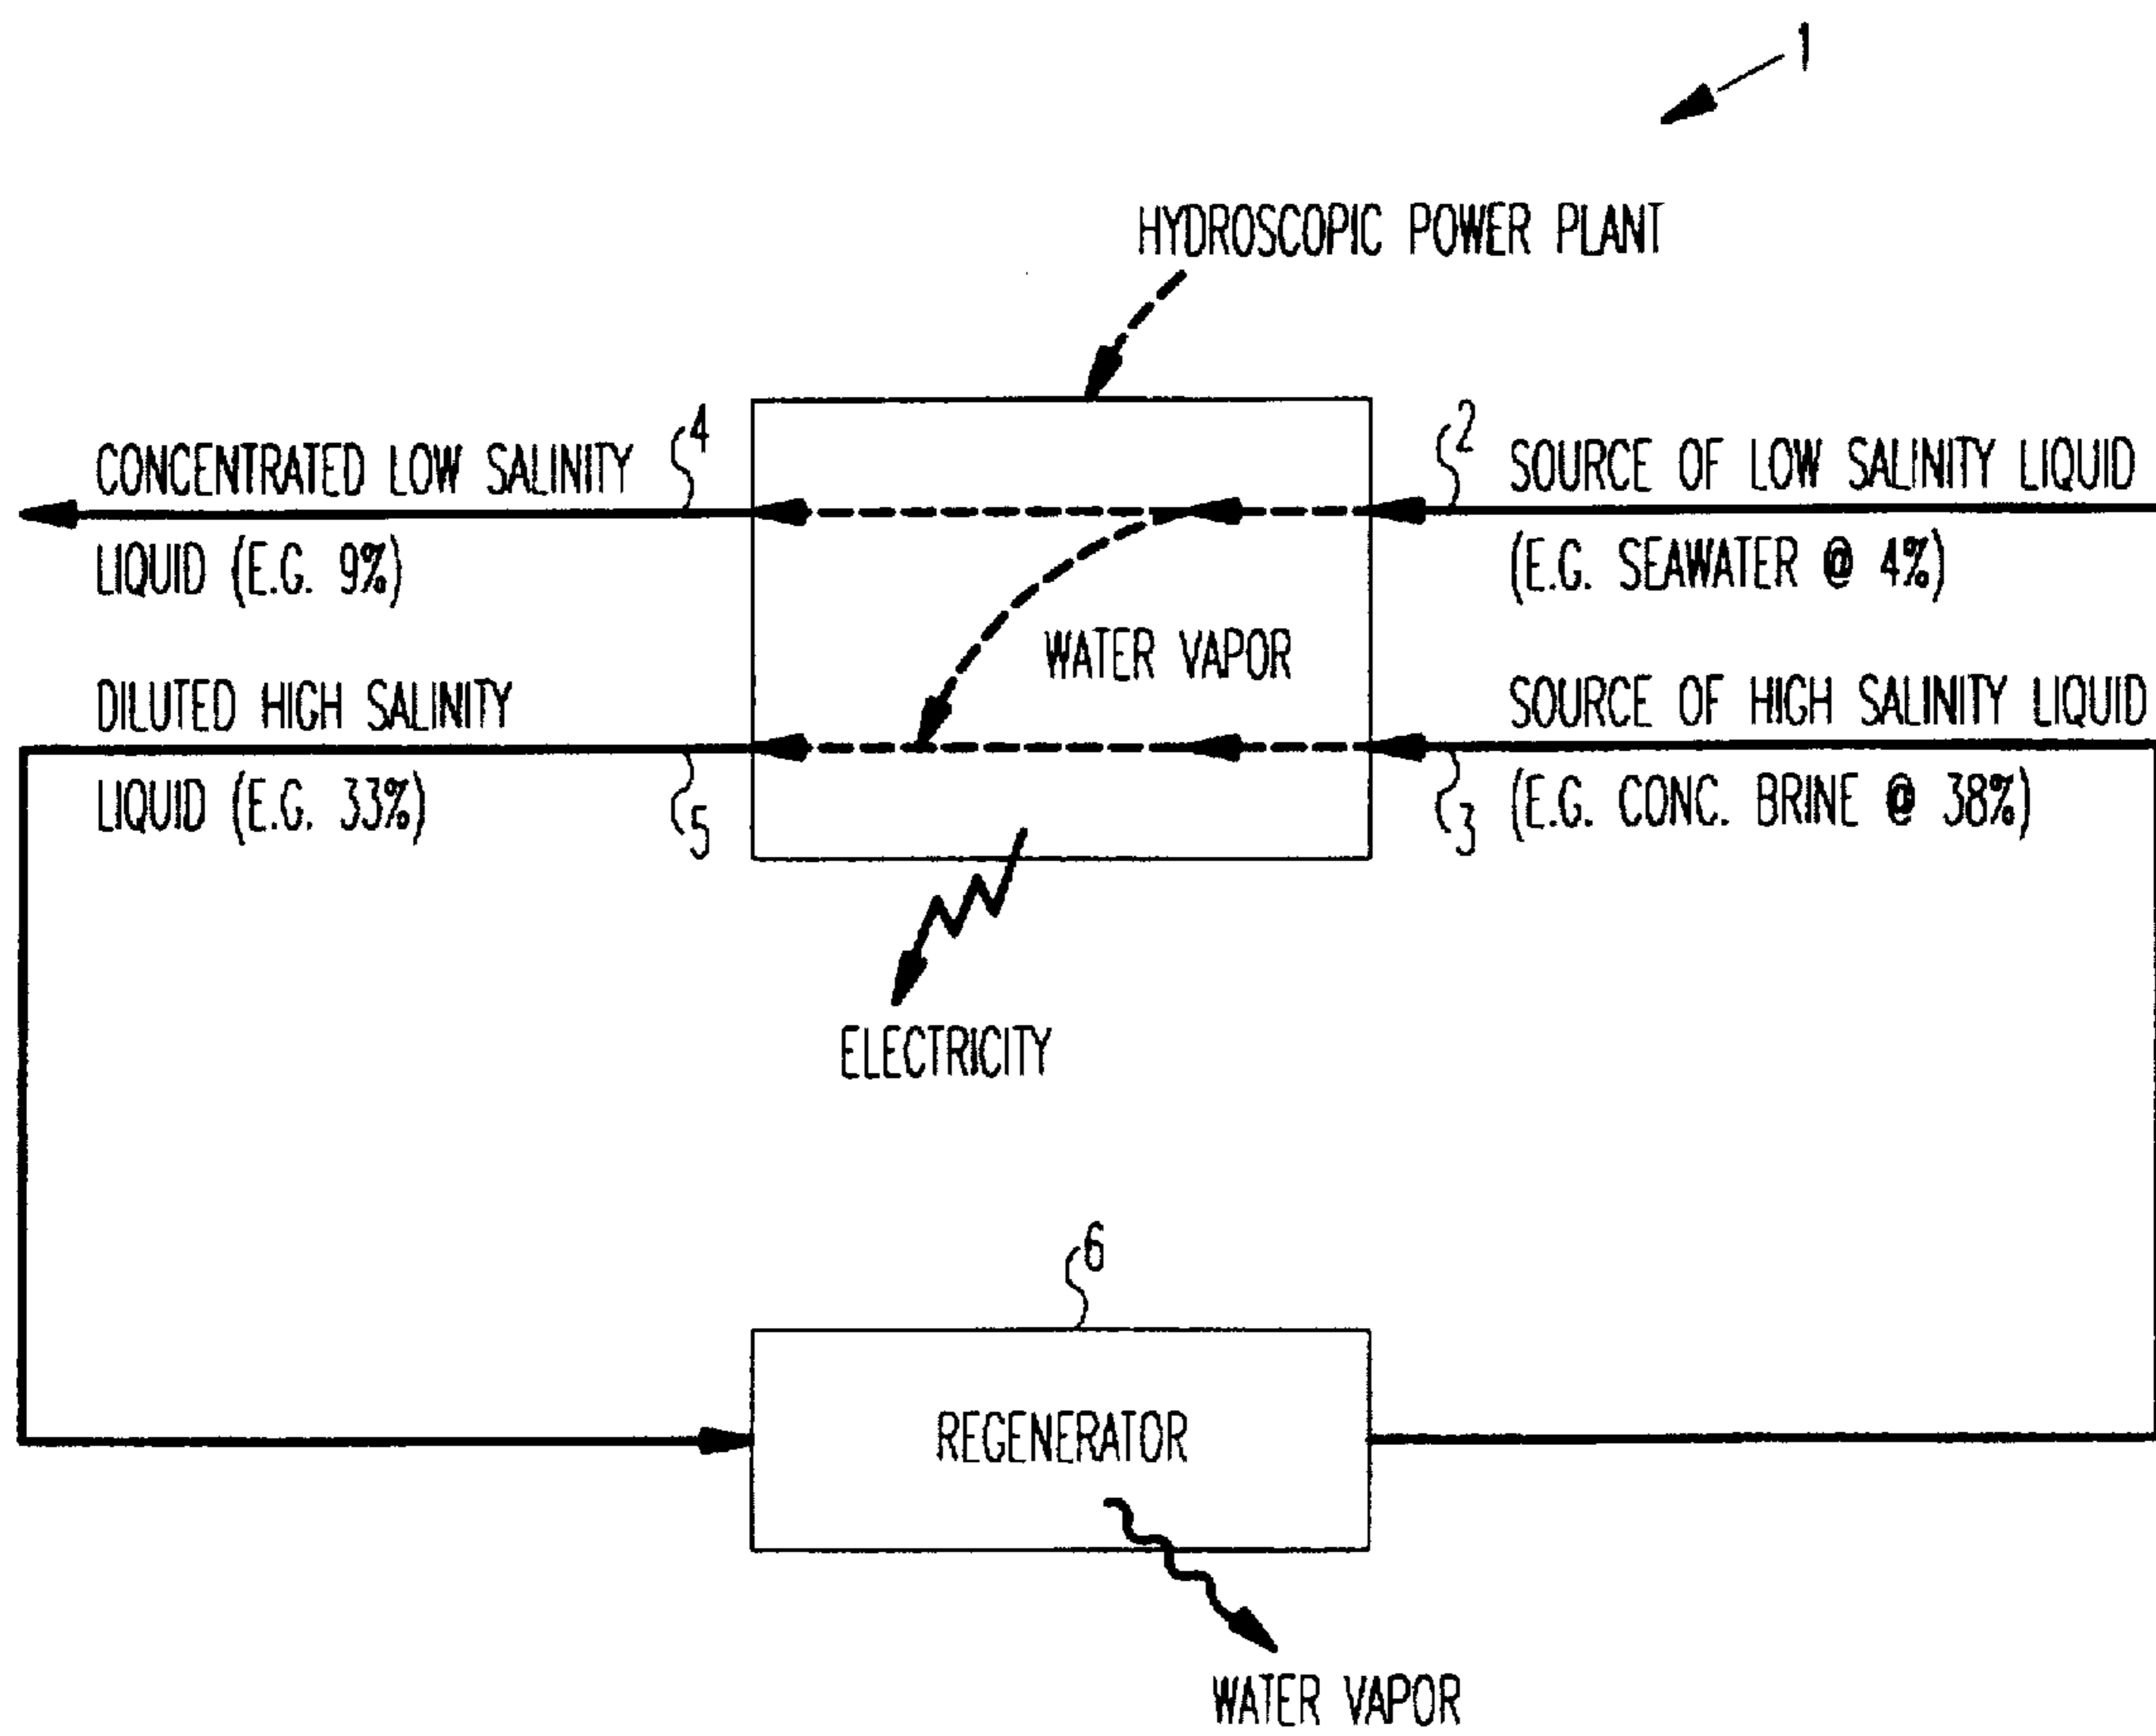 1
HYDROSCOPIC POWER PLANT
4
2
CONCENTRATED LOW SALINITY
LIQUID (E.G. 9%)
SOURCE OF LOW SALINITY LIQUID
(E.G. SEAWATER @ 4%)
WATER VAPOR
DILUTED HIGH SALINITY
LIQUID (E.G. 33%)
SOURCE OF HIGH SALINITY LIQUID
(E.G. CONC. BRINE @ 38%)
5
3
ELECTRICITY
6
REGENERATOR
WATER VAPOR